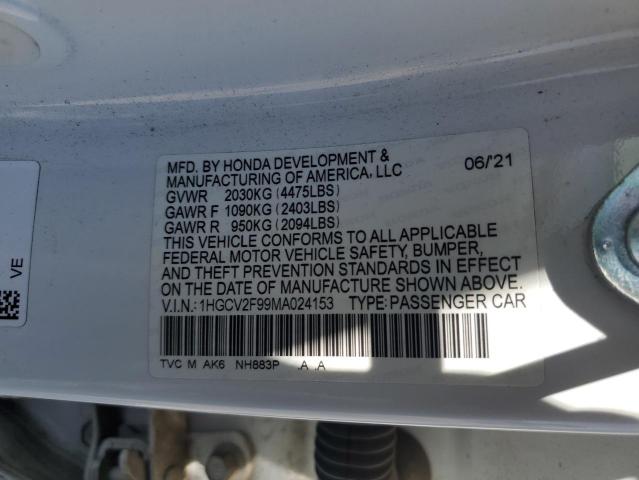 MFD. BY HONDA DEVELOPMENT & 06/'21
MANUFACTURING OF AMERICA, LLC
GVWR 2030KG (4475LBS)
GAWR F 1090KG (2403LBS)
GAWR R 950KG (2094LBS)
THIS VEHICLE CONFORMS TO ALL APPLICABLE
FEDERAL MOTOR VEHICLE SAFETY, BUMPER,
AND THEFT PREVENTION STANDARDS IN EFFECT
ON THE DATE OF MANUFACTURE SHOWN ABOVE.
V.I.N.:1HGCV2F99MA024153 TYPE:PASSENGER CAR
TVC M AK6 NH883P .A .A
VE